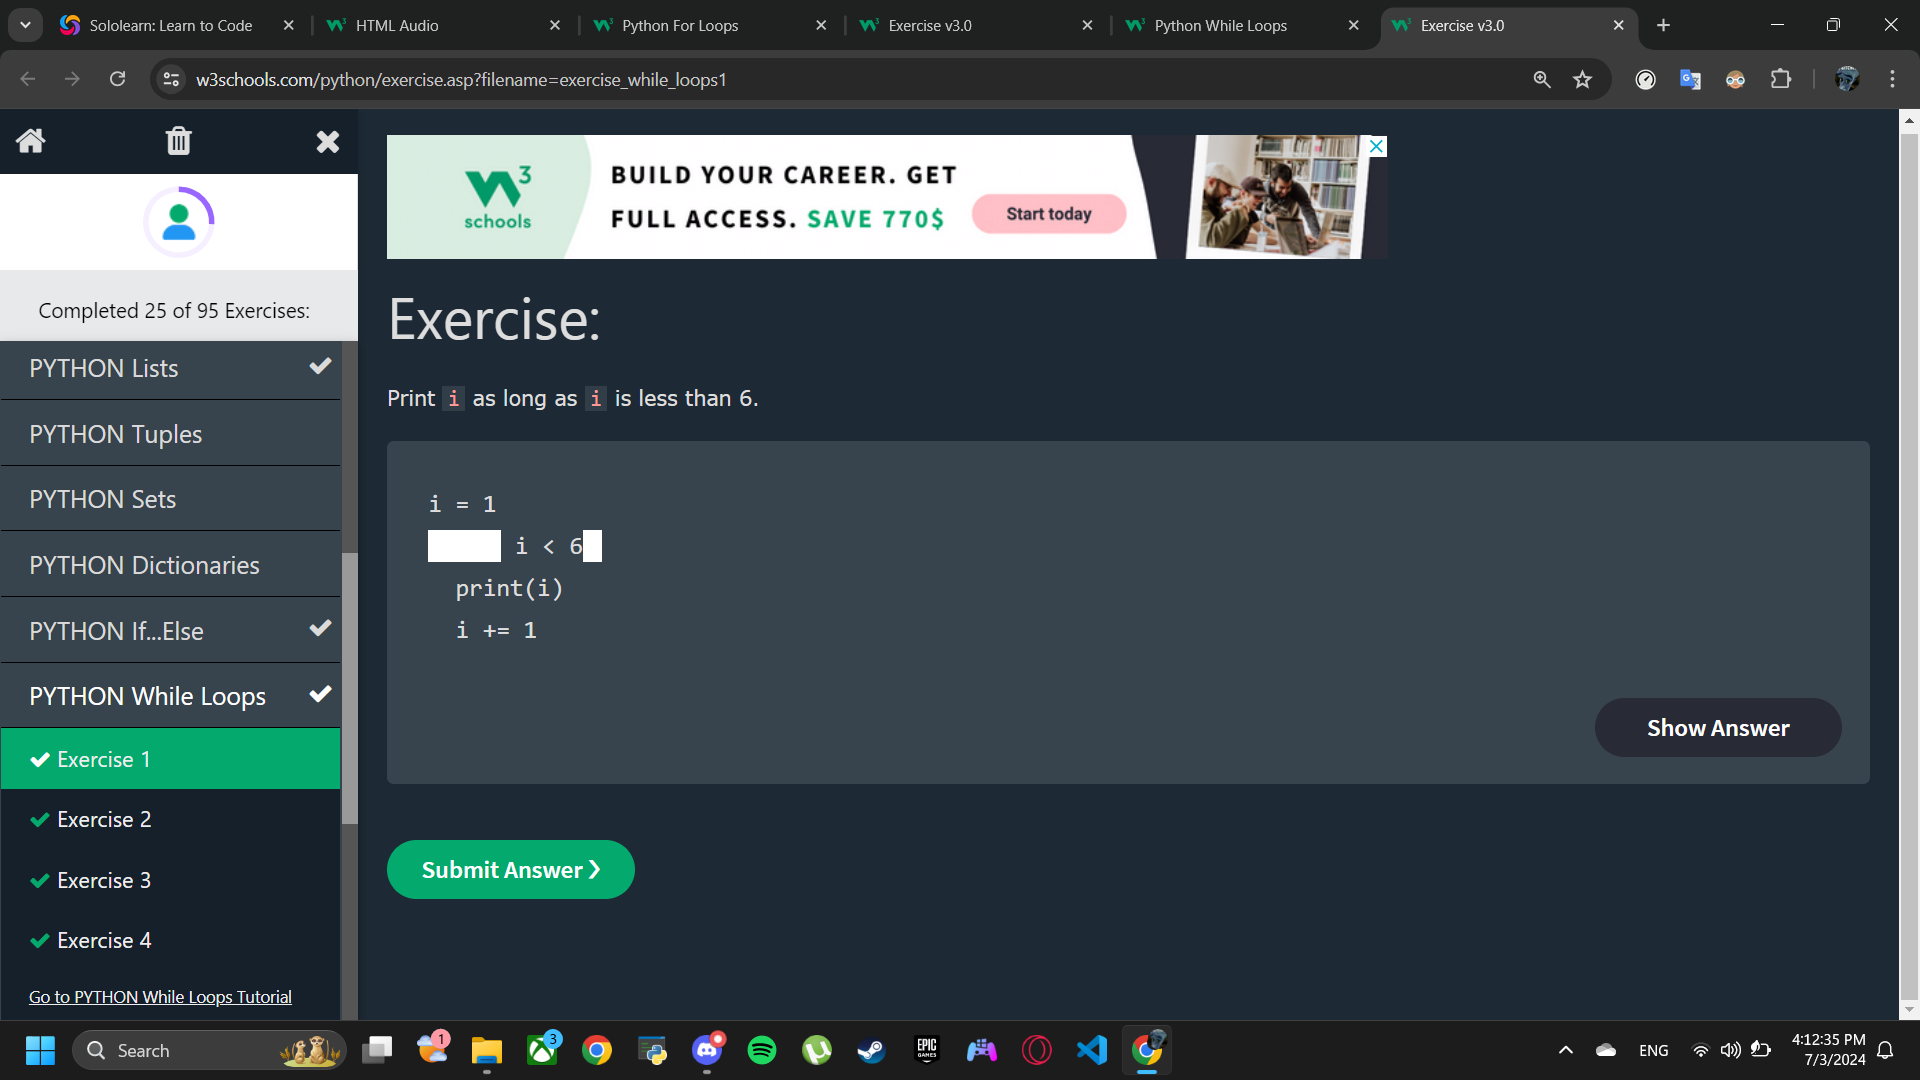 Sololearn: Learn to Code
HTML Audio
Python For Loops
Exercise v3.0
Python While Loops
Exercise v3.0
w3schools.com/python/exercise.asp?filename=exercise_while_loops1
Completed 25 of 95 Exercises:
PYTHON Lists
PYTHON Tuples
PYTHON Sets
PYTHON Dictionaries
PYTHON If...Else
PYTHON While Loops
Exercise 1
Exercise 2
Exercise 3
Exercise 4
Go to PYTHON While Loops Tutorial
W3 schools
BUILD YOUR CAREER. GET
FULL ACCESS. SAVE 770$
Start today
Exercise:
Print i as long as i is less than 6.
i = 1
i < 6
print(i)
i += 1
Show Answer
Submit Answer ❯
Search
1
3
EPIC GAMES
ENG
4:12:35 PM
7/3/2024